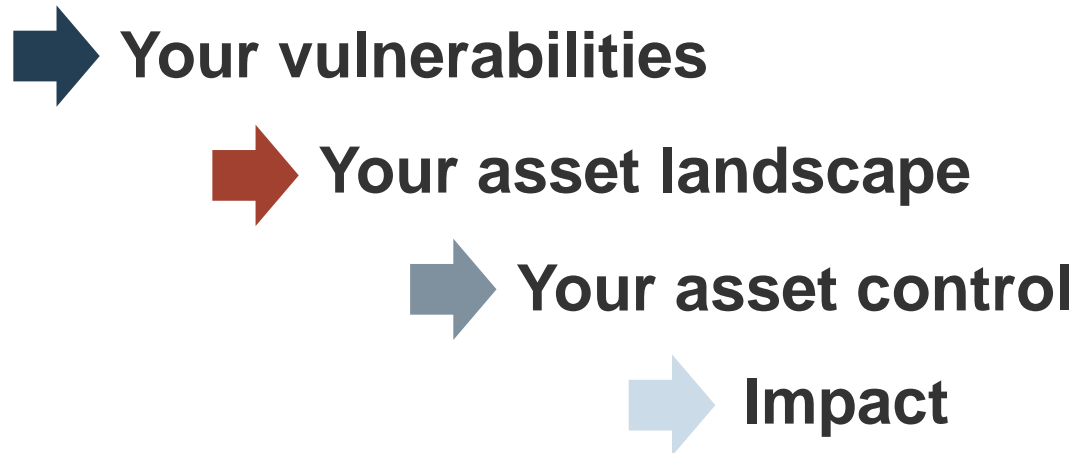 Your vulnerabilities
Your asset landscape
Your asset control
Impact